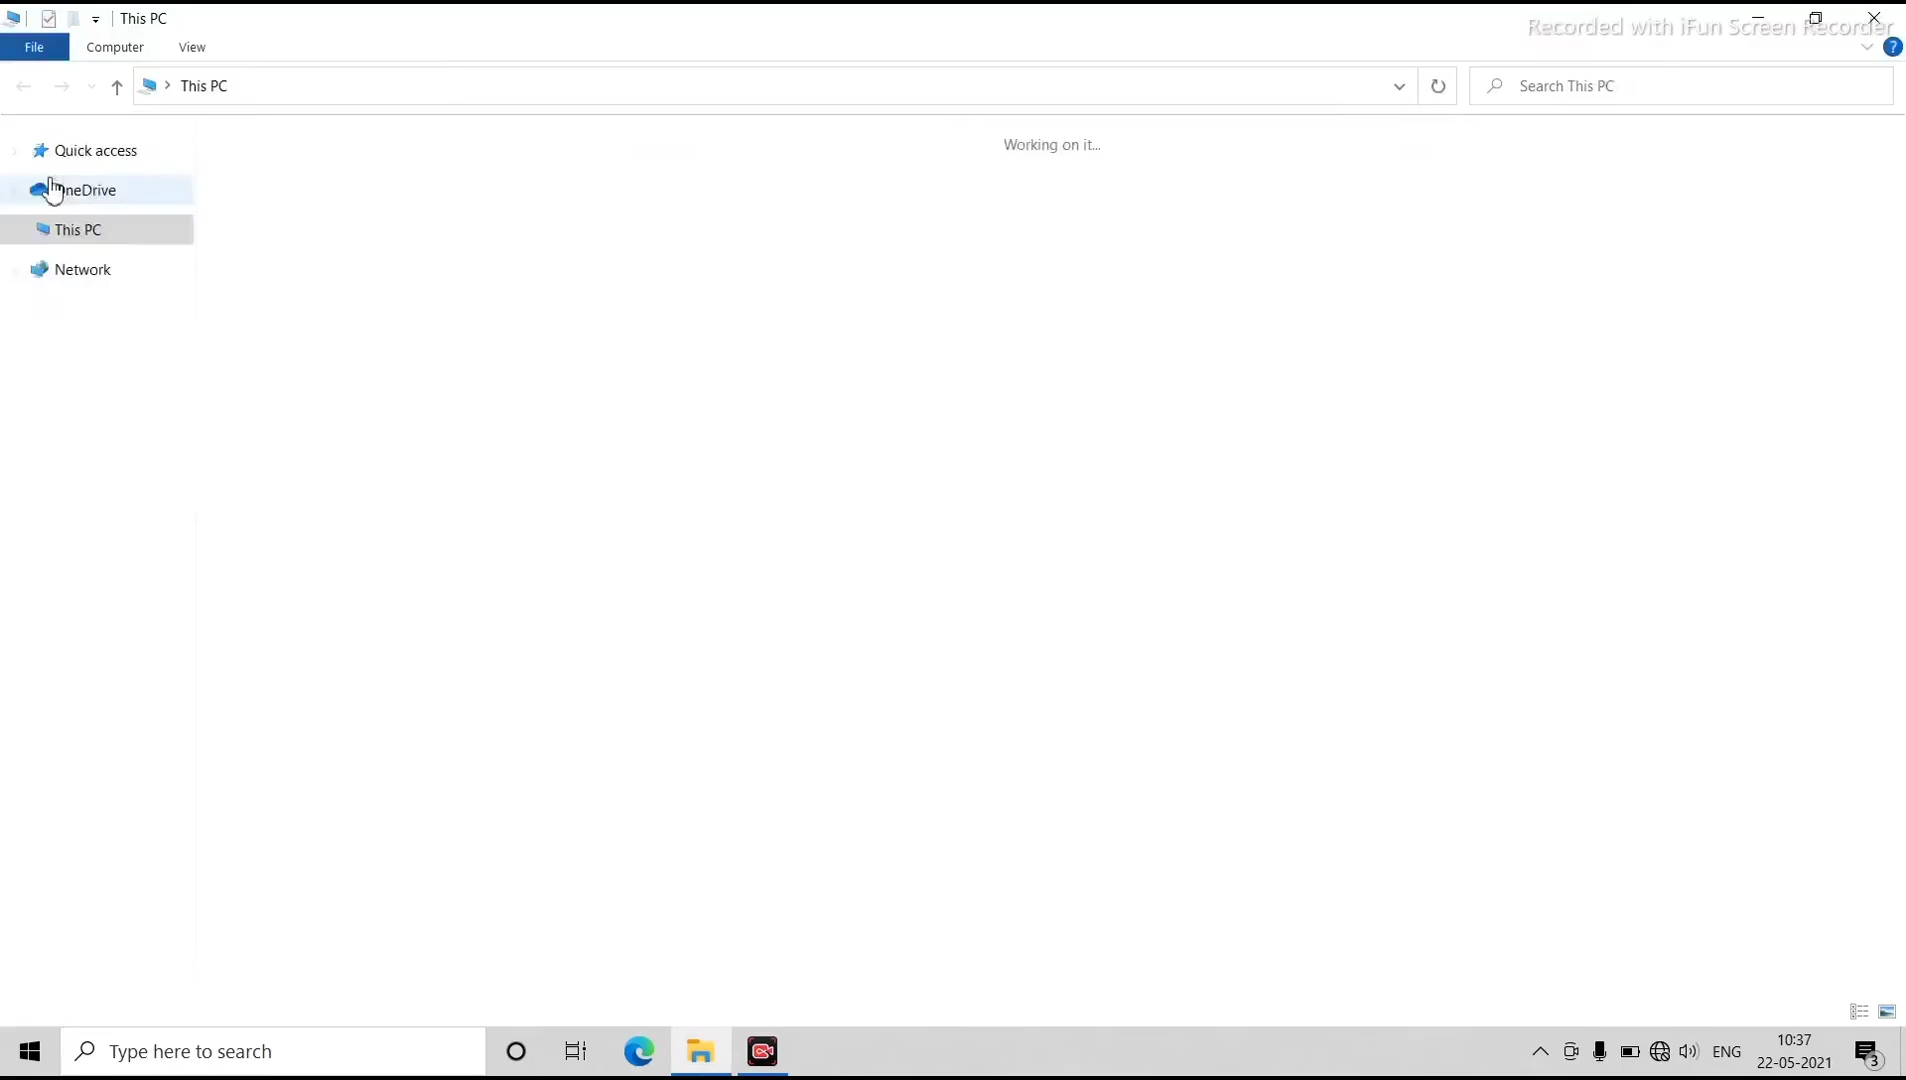 This PC
Recorded with iFun Screen Recorder
File Computer View
This PC
Search This PC
Working on it...
Quick access
OneDrive
This PC
Network
Type here to search
ENG
10:37
22-05-2021
3